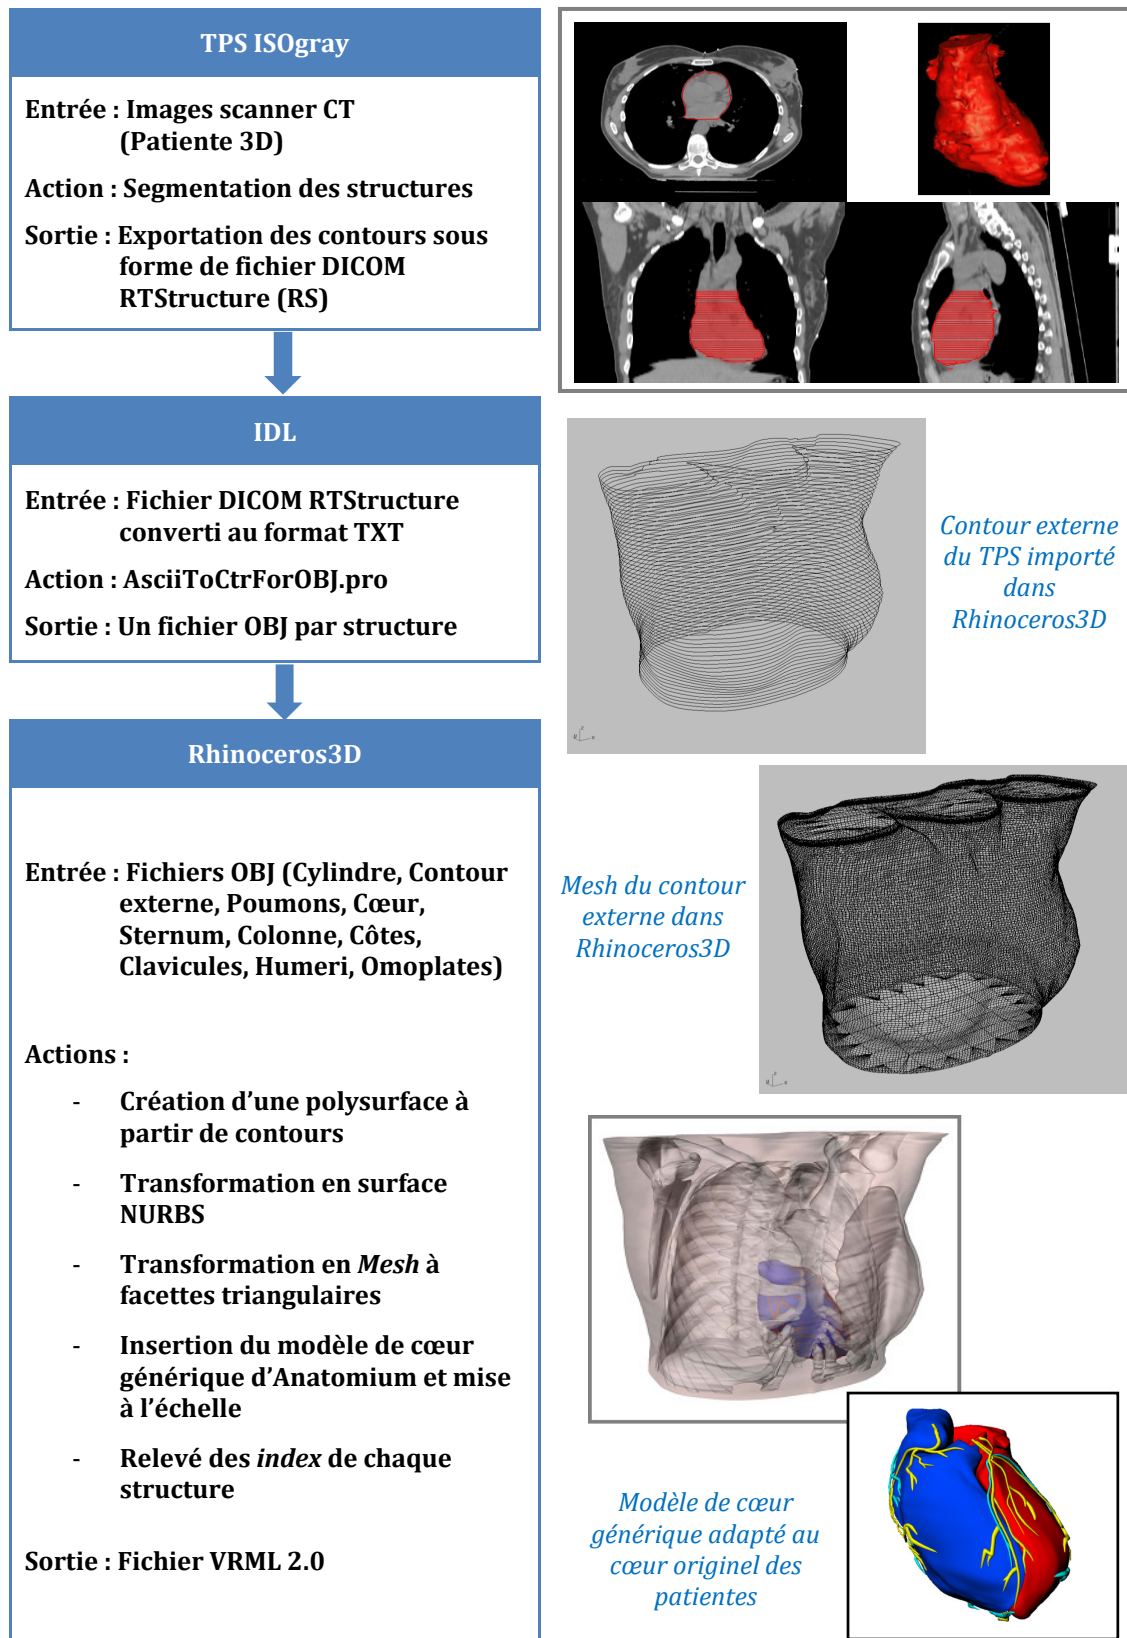 TPS ISOgray
Entrée : Images scanner CT
(Patiente 3D)
Action : Segmentation des structures
Sortie : Exportation des contours sous
forme de fichier DICOM
RTStructure (RS)
IDL
Entrée : Fichier DICOM RTStructure
converti au format TXT
Action : AsciiToCtrForOBJ.pro
Sortie : Un fichier OBJ par structure
Contour externe
du TPS importé
dans
Rhinoceros3D
Rhinoceros3D
Entrée : Fichiers OBJ (Cylindre, Contour
externe, Poumons, Cœur,
Sternum, Colonne, Côtes,
Clavicules, Humeri, Omoplates)
Mesh du contour
externe dans
Rhinoceros3D
Actions :
- Création d’une polysurface à
partir de contours
- Transformation en surface
NURBS
- Transformation en Mesh à
facettes triangulaires
- Insertion du modèle de cœur
générique d’Anatomium et mise
à l’échelle
- Relevé des index de chaque
structure
Sortie : Fichier VRML 2.0
Modèle de cœur
générique adapté au
cœur originel des
patientes